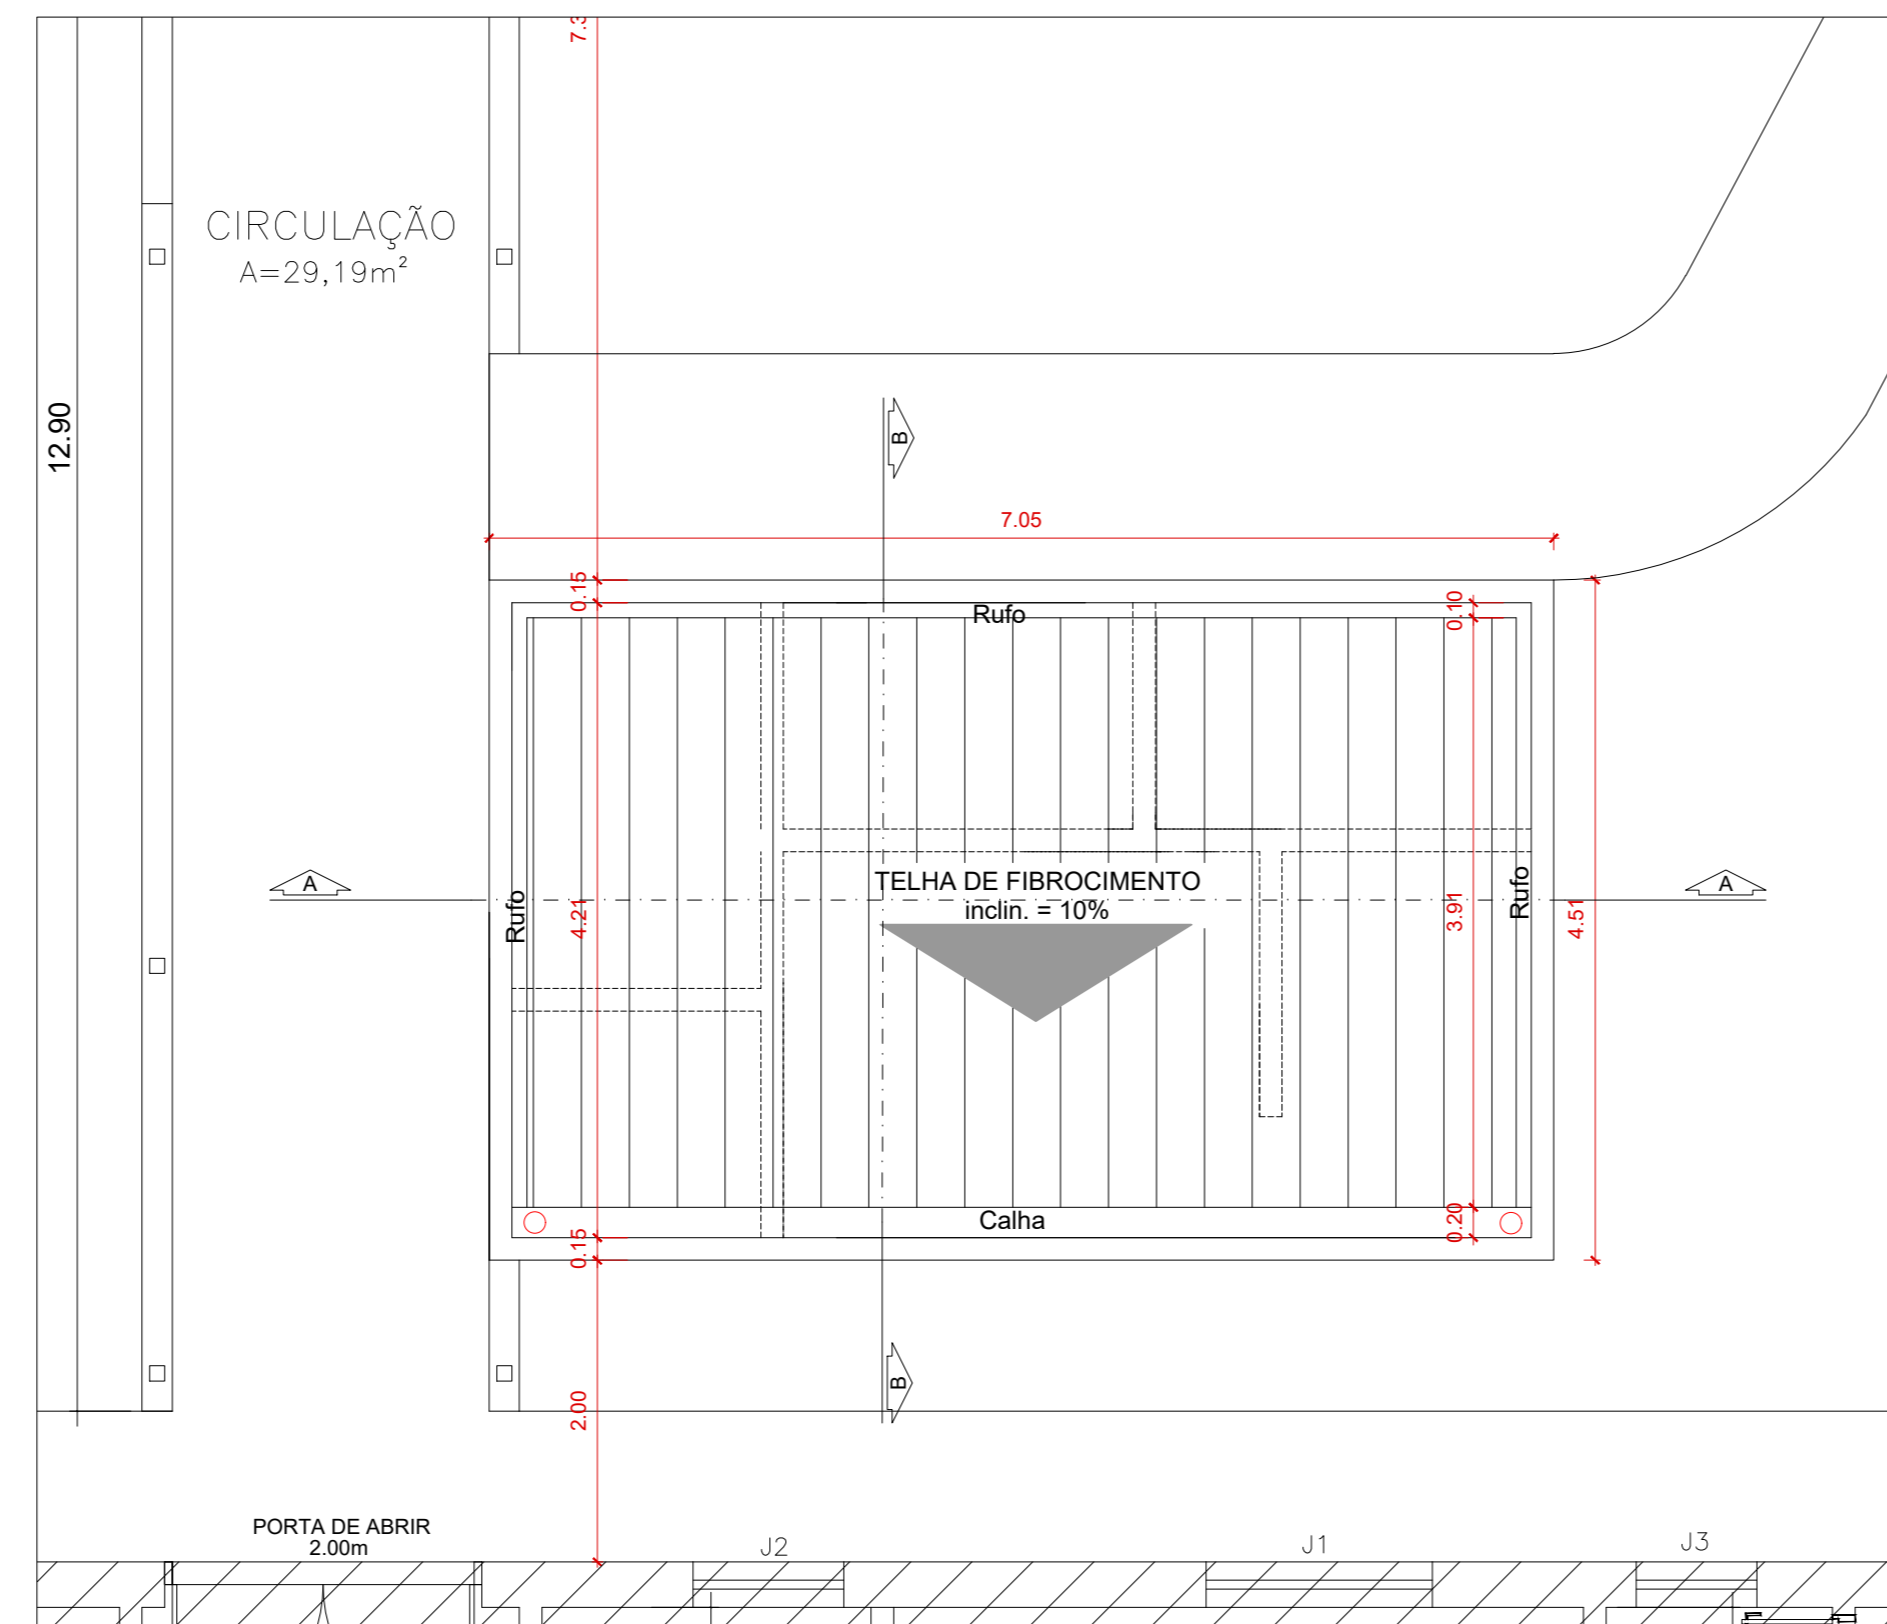 CIRCULAÇÃO
A=29,19m²
12.90
B
7.05
0.15
Rufo
0.10
A
Rufo
4.21
TELHA DE FIBROCIMENTO
inclin. = 10%
3.91
Rufo
4.51
A
Calha
0.20
0.15
B
2.00
PORTA DE ABRIR
2.00m
J2
J1
J3